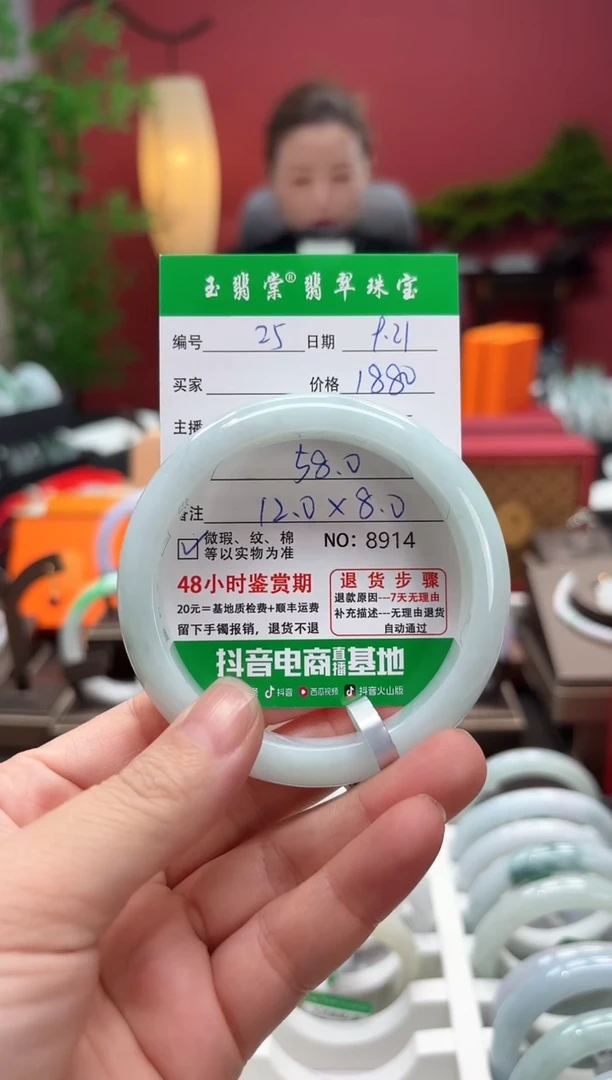 玉翡棠®翡翠珠宝
编号 25 日期 9.21
买家 价格 1880
主播
58.0
备注 12.0×8.0
微瑕、纹、棉 NO: 8914
等以实物为准
48小时鉴赏期 退货步骤
20元=基地质检费+顺丰运费 退款原因---7天无理由
留下手镯报销，退货不退 补充描述---无理由退货
自动通过
抖音电商直播基地
抖音 西瓜视频 抖音火山版